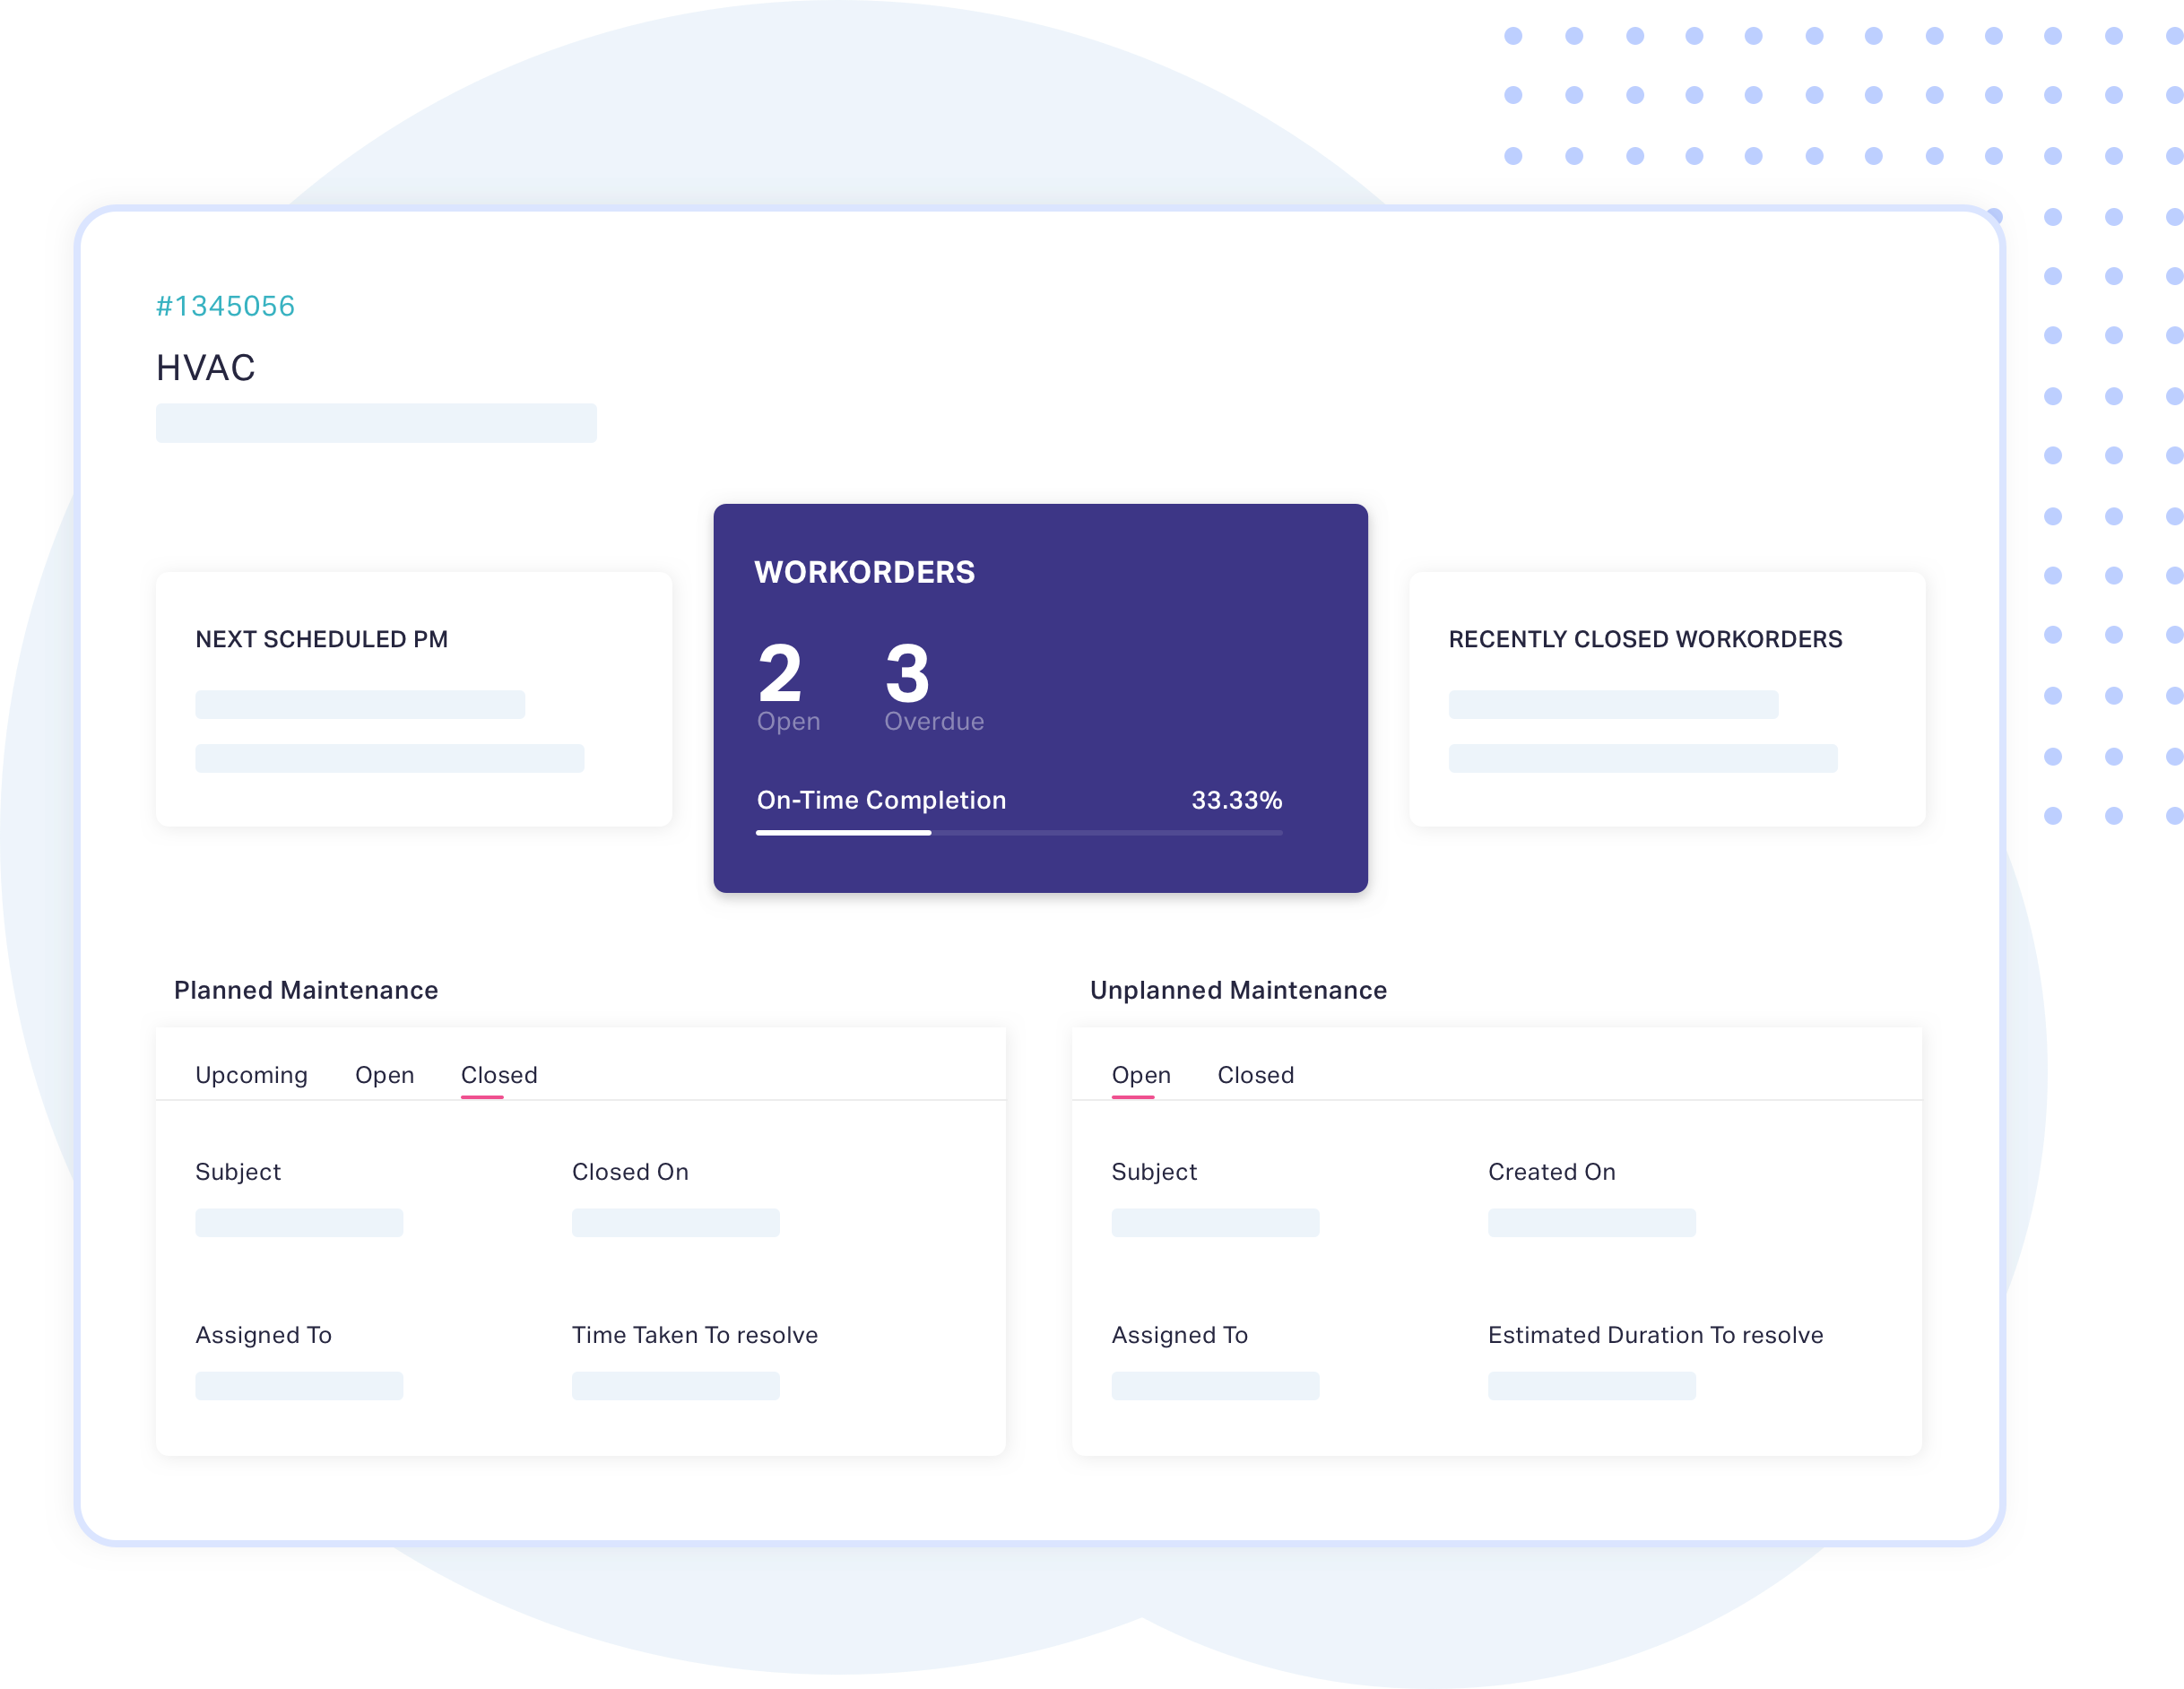 #1345056
HVAC
NEXT SCHEDULED PM
WORKORDERS
2 3
Open Overdue
On-Time Completion 33.33%
RECENTLY CLOSED WORKORDERS
Planned Maintenance
Upcoming Open Closed
Subject Closed On
Assigned To Time Taken To resolve
Unplanned Maintenance
Open Closed
Subject Created On
Assigned To Estimated Duration To resolve